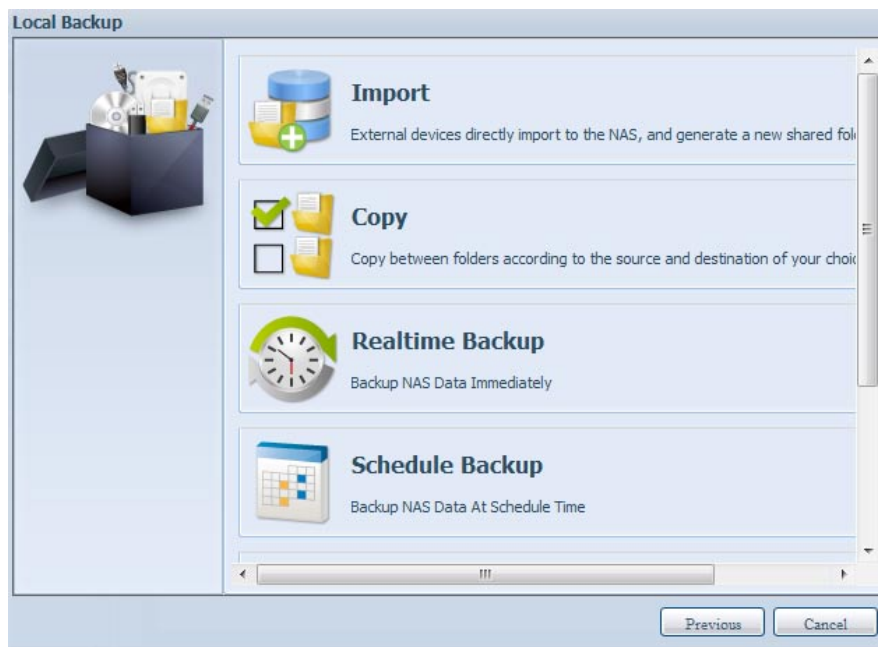 Local Backup
Import
External devices directly import to the NAS, and generate a new shared
Copy
Copy between folders according to the source and destination of your
Realtime Backup
Backup NAS Data Immediately
Schedule Backup
Backup NAS Data At Schedule Time
Previous
Cancel